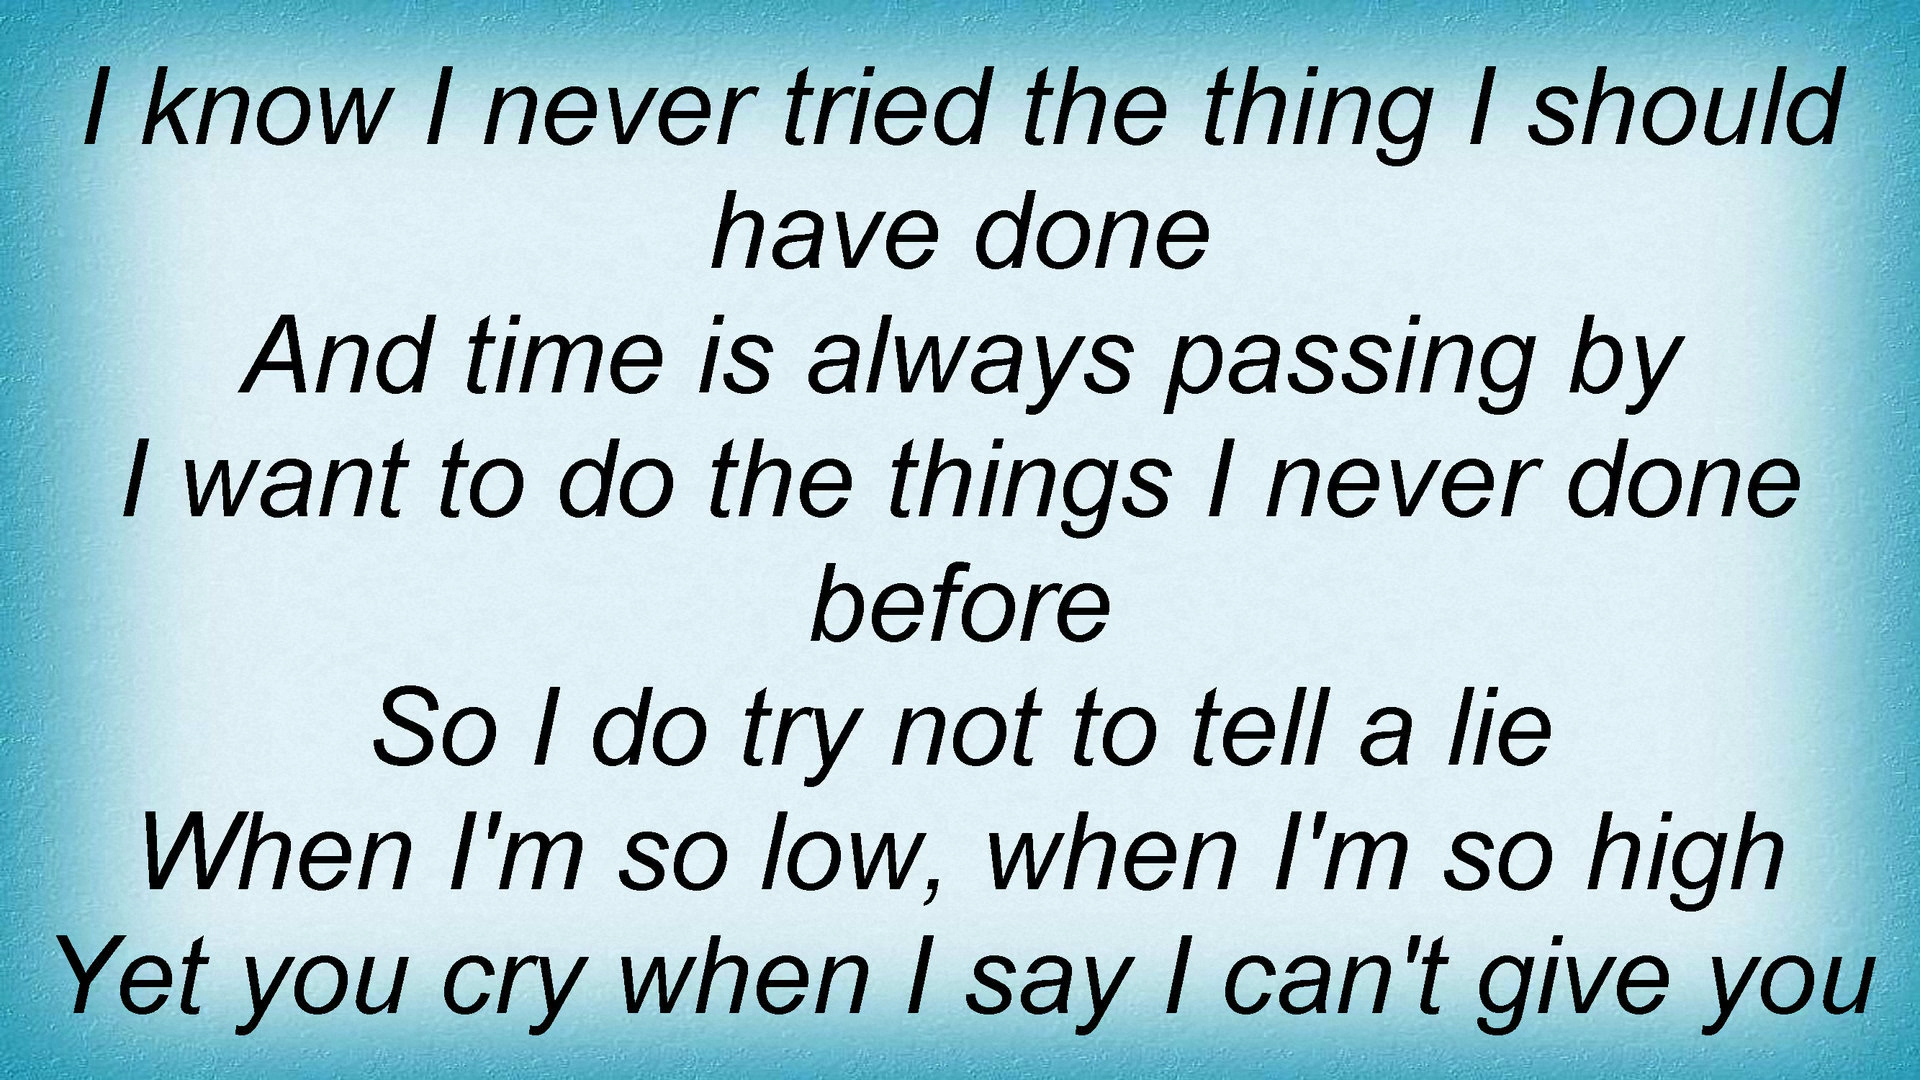 I know I never tried the thing I should
have done
And time is always passing by
I want to do the things I never done
before
So I do try not to tell a lie
When I'm so low, when I'm so high
Yet you cry when I say I can't give you